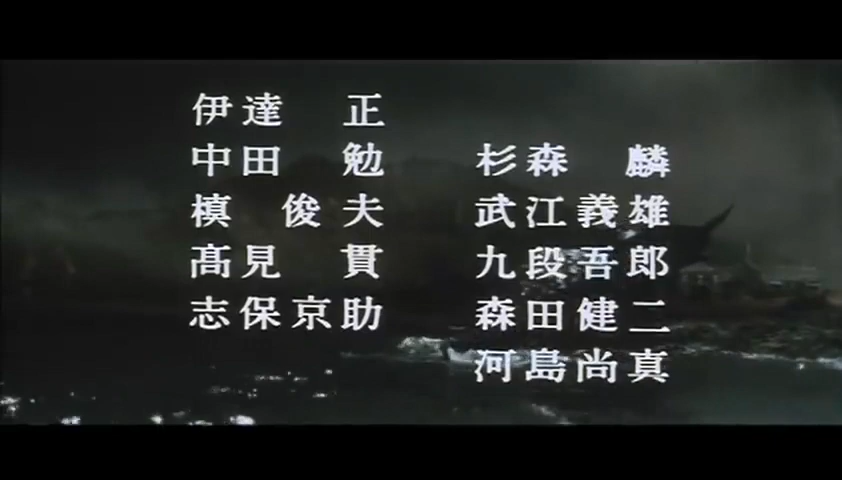 伊達　正
中田　勉
槙　俊夫
髙見　貫
志保京助
杉森　麟
武江義雄
九段吾郎
森田健二
河島尚真